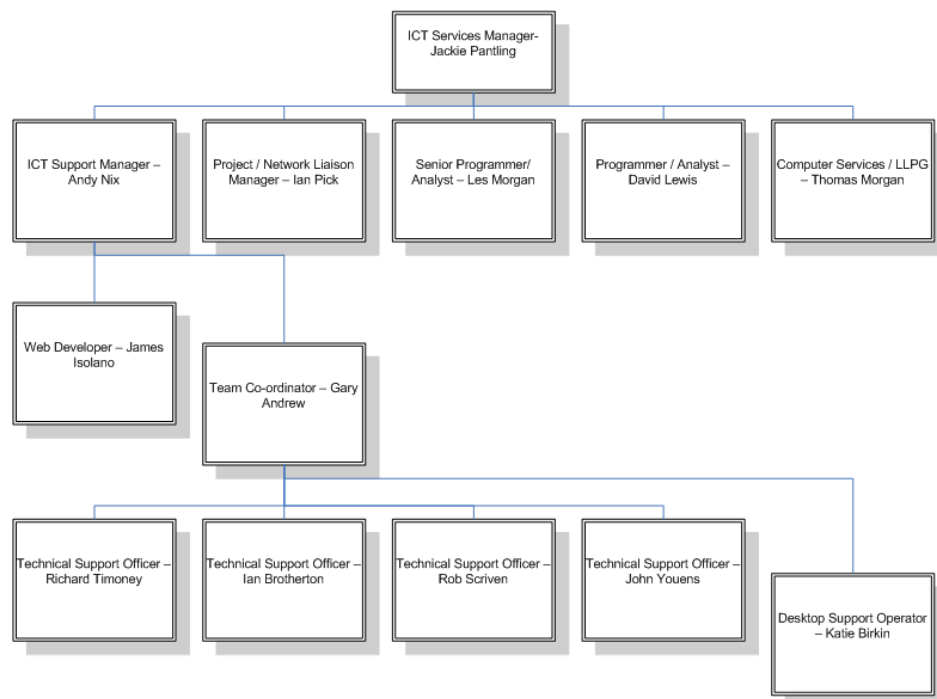 ICT Services Manager-
Jackie Pantling
ICT Support Manager –
Andy Nix
Project / Network Liaison
Manager – Ian Pick
Senior Programmer/
Analyst – Les Morgan
Programmer / Analyst –
David Lewis
Computer Services / LLPG
– Thomas Morgan
Web Developer – James
Isolano
Team Co-ordinator – Gary
Andrew
Technical Support Officer –
Richard Timoney
Technical Support Officer –
Ian Brotherton
Technical Support Officer –
Rob Scriven
Technical Support Officer –
John Youens
Desktop Support Operator
– Katie Birkin